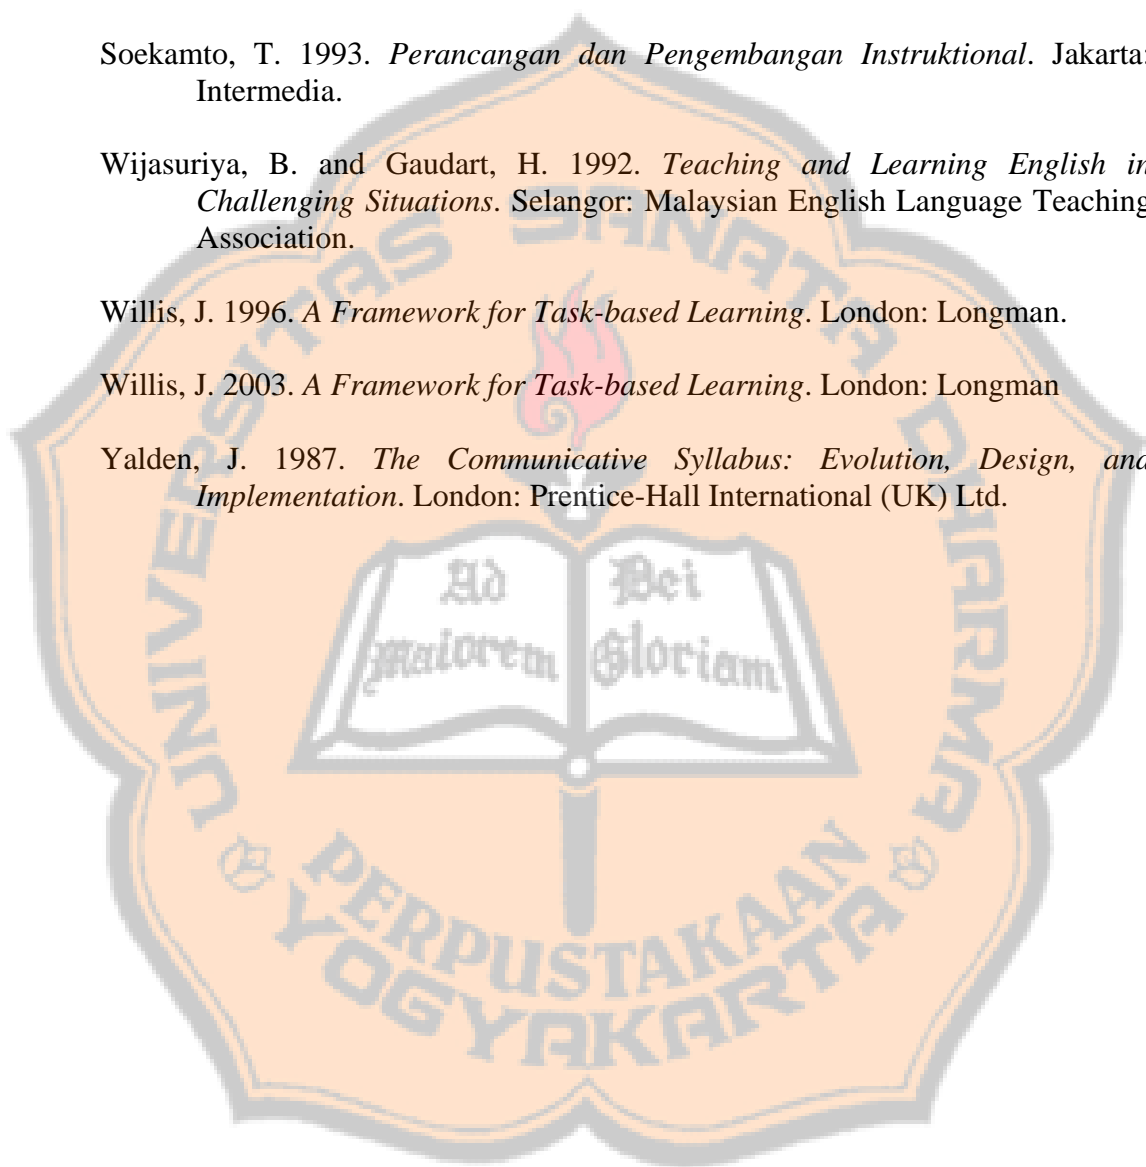 Soekamto, T. 1993. Perancangan dan Pengembangan Instruktional. Jakarta:
Intermedia.
Wijasuriya, B. and Gaudart, H. 1992. Teaching and Learning English in
Challenging Situations. Selangor: Malaysian English Language Teaching
Association.
Willis, J. 1996. A Framework for Task-based Learning. London: Longman.
Willis, J. 2003. A Framework for Task-based Learning. London: Longman
Yalden, J. 1987. The Communicative Syllabus: Evolution, Design, and
Implementation. London: Prentice-Hall International (UK) Ltd.
UNIVERSITAS SANATA DHARMA
Ad Dei
Maiorem Gloriam
PERPUSTAKAAN
YOGYAKARTA